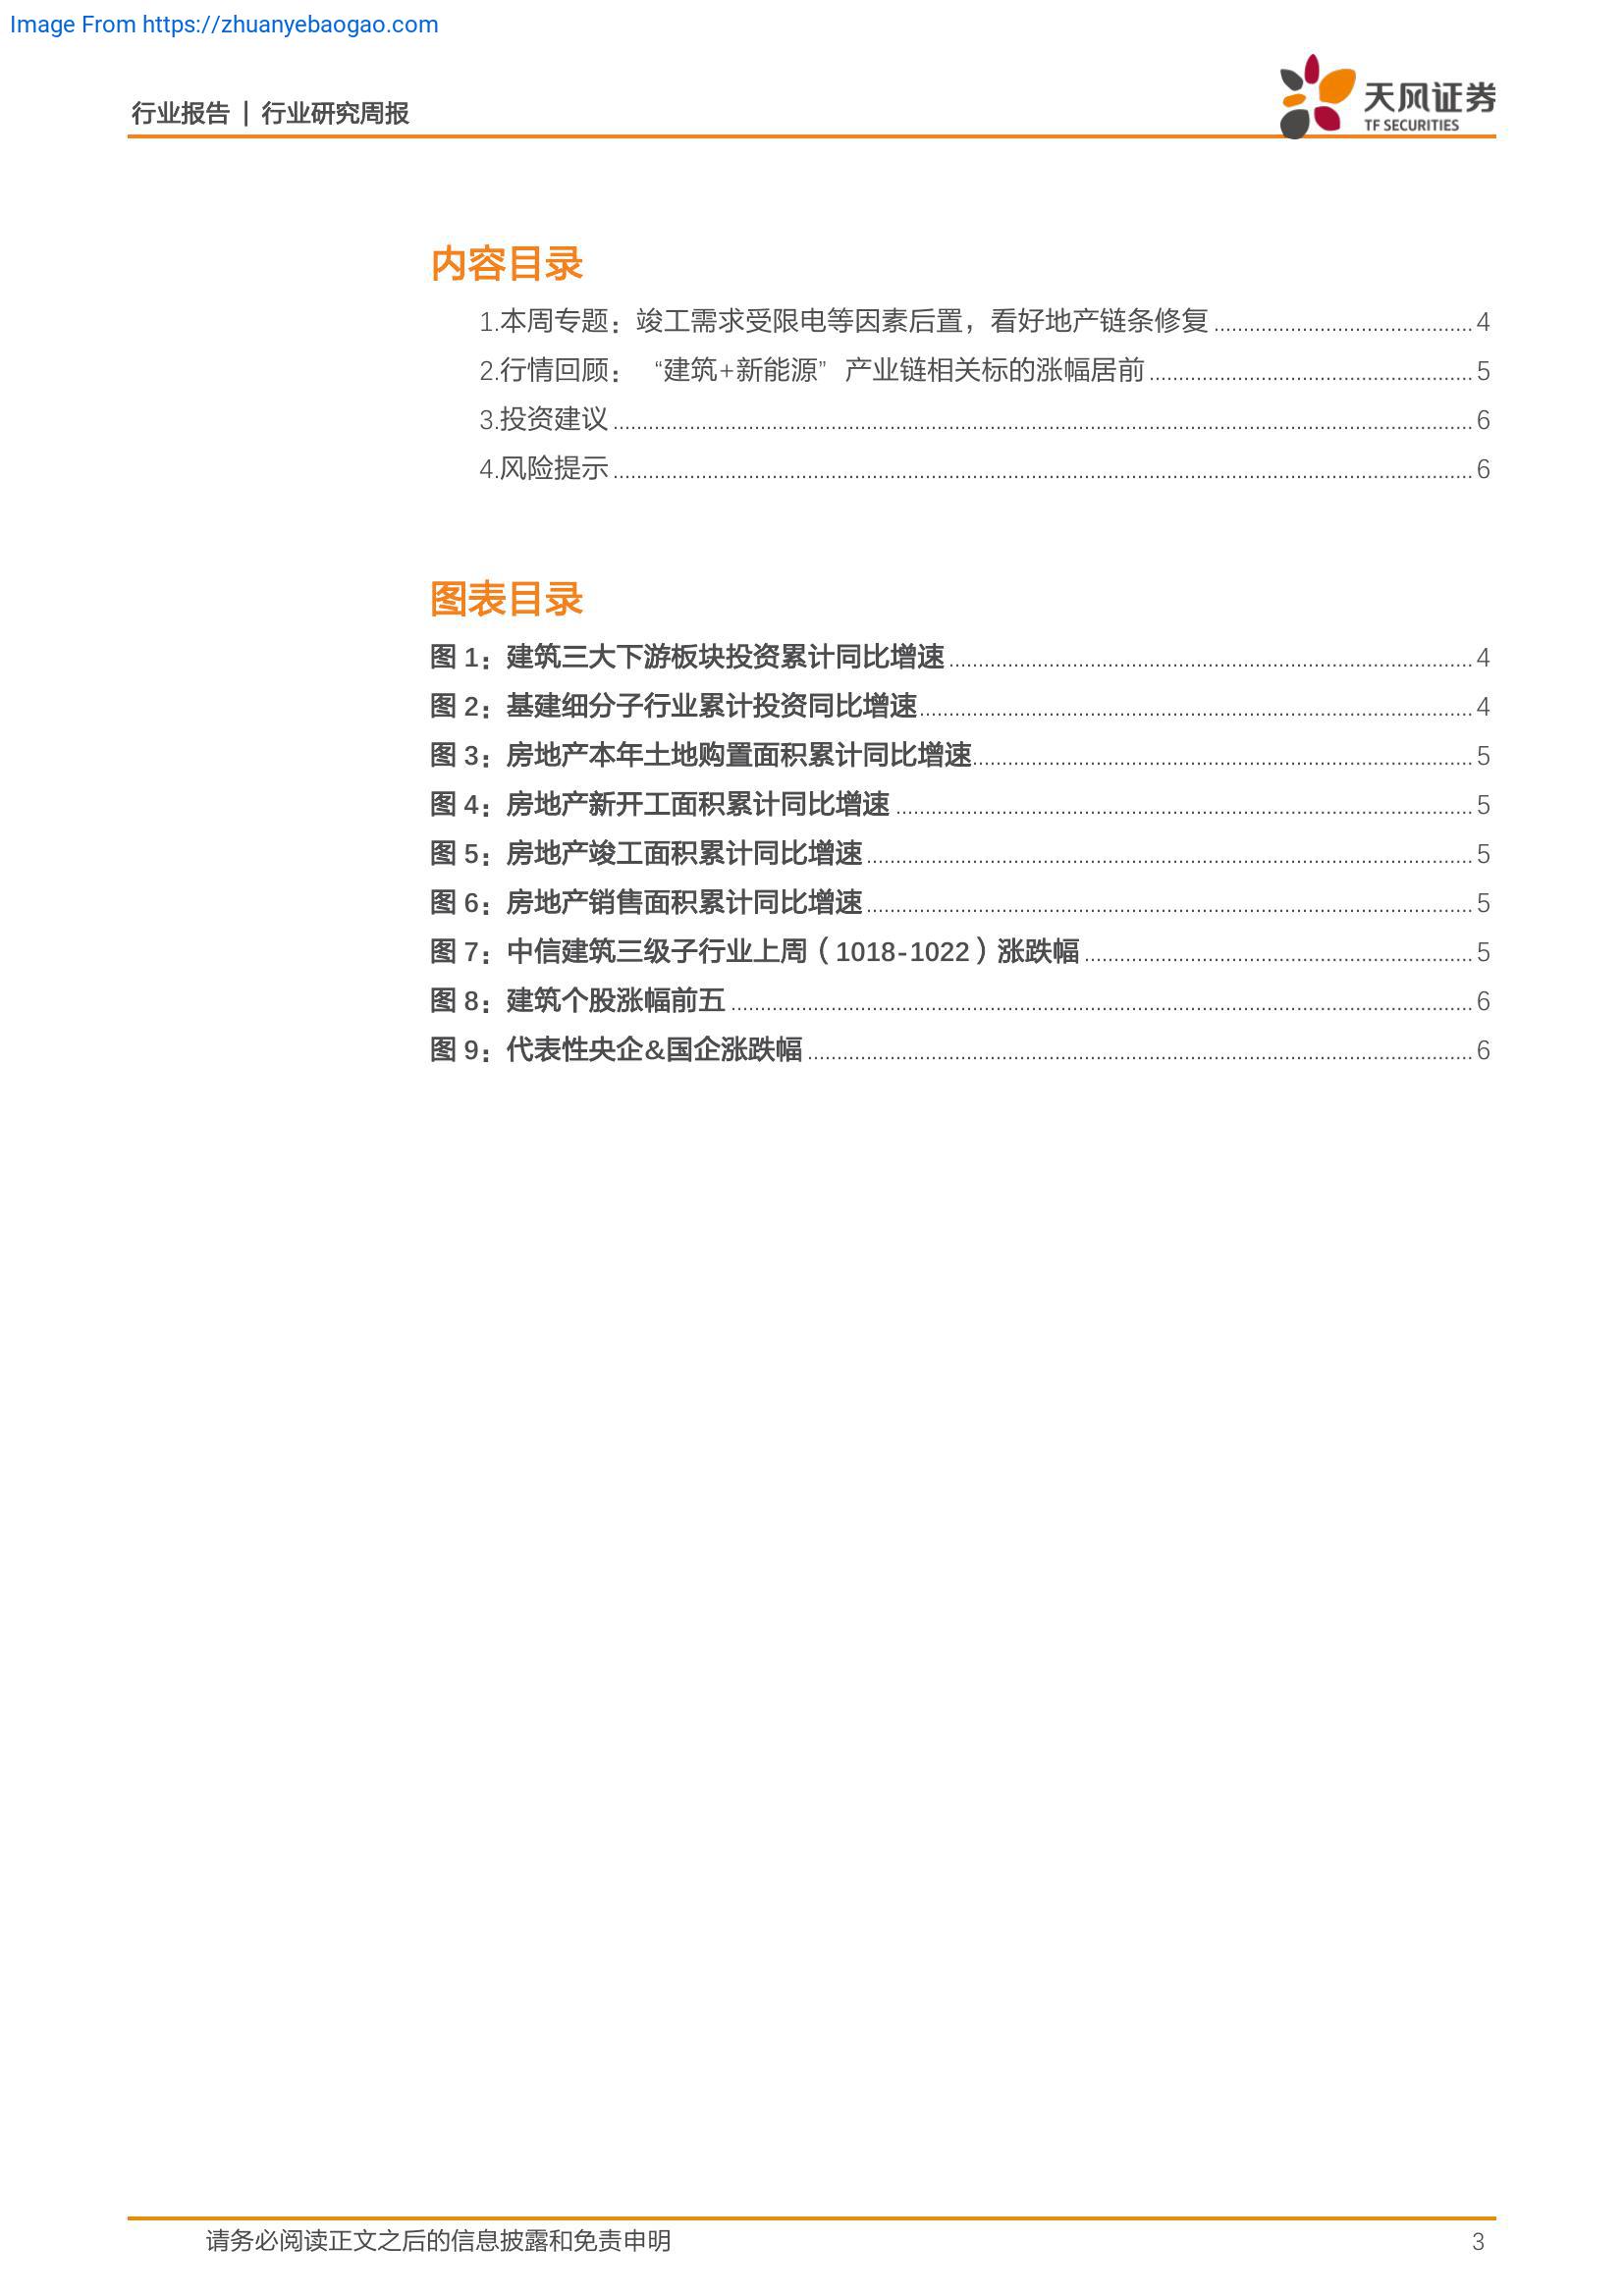 Image From https://zhuanyebaogao.com
行业报告 | 行业研究周报
天风证券
TF SECURITIES
内容目录
1.本周专题：竣工需求受限电等因素后置，看好地产链条修复 4
2.行情回顾：“建筑+新能源”产业链相关标的涨幅居前 5
3.投资建议 6
4.风险提示 6
图表目录
图 1：建筑三大下游板块投资累计同比增速 4
图 2：基建细分子行业累计投资同比增速 4
图 3：房地产本年土地购置面积累计同比增速 5
图 4：房地产新开工面积累计同比增速 5
图 5：房地产竣工面积累计同比增速 5
图 6：房地产销售面积累计同比增速 5
图 7：中信建筑三级子行业上周（1018-1022）涨跌幅 5
图 8：建筑个股涨幅前五 6
图 9：代表性央企&国企涨跌幅 6
请务必阅读正文之后的信息披露和免责申明 3